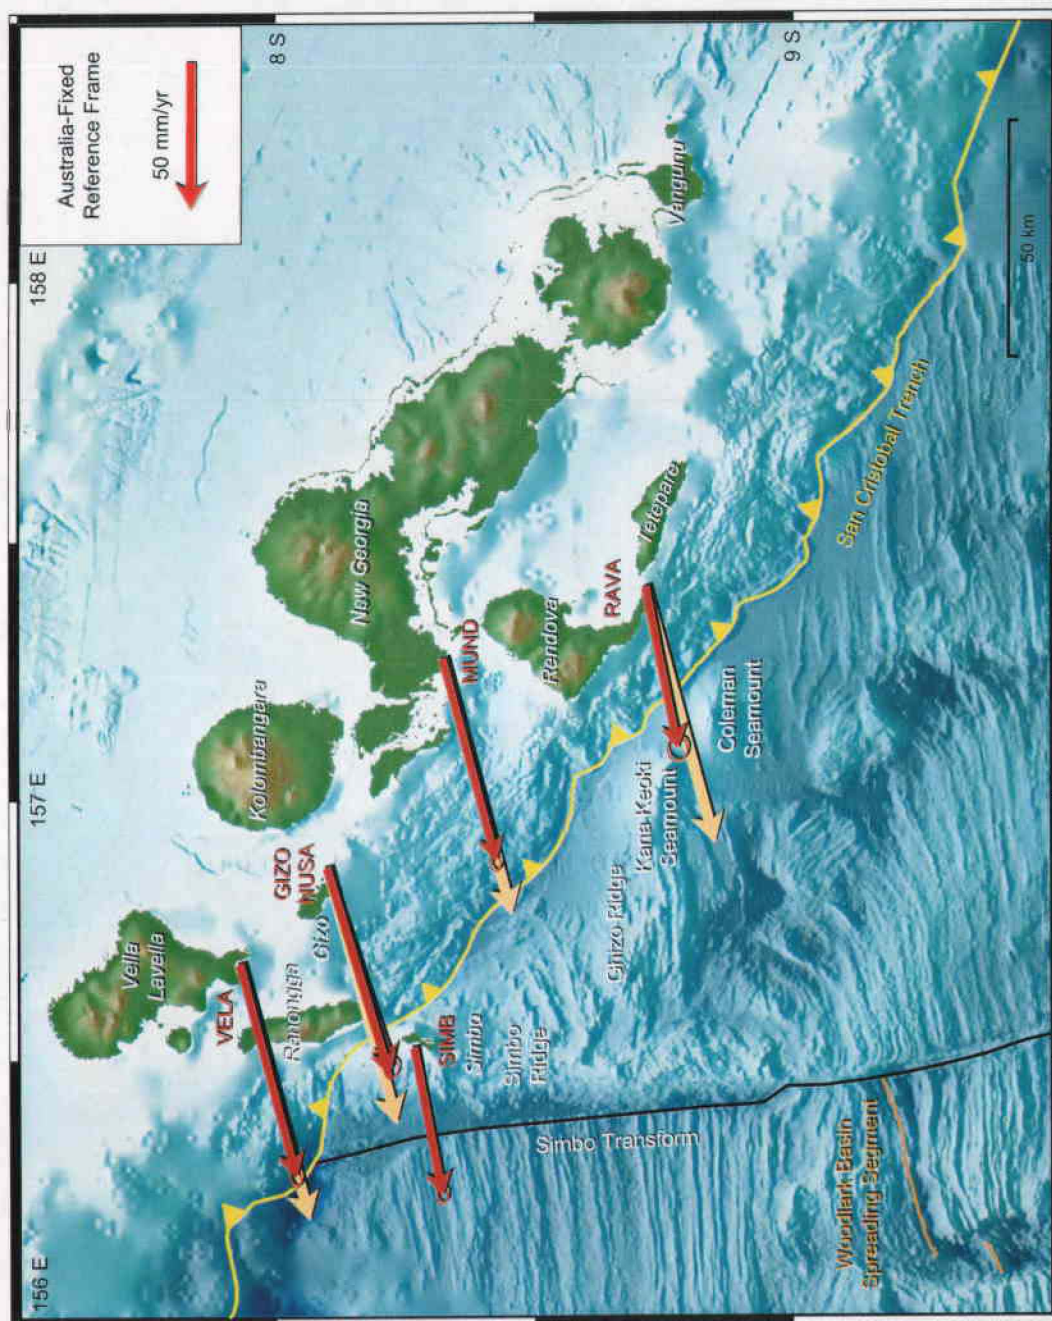 Australia-Fixed
Reference Frame
50 mm/yr
156 E
157 E
158 E
8 S
9 S
Vella
Lavella
VELA
Ranongga
GIZO
NUSA
Gizo
Kolombangara
New Georgia
MUND
Rendova
RAVA
Tetepare
Vangunu
SIMB
Simbo
Simbo
Ridge
Ghizo Ridge
Kana Keoki
Seamount
Coleman
Seamount
San Cristobal Trench
Simbo Transform
Woodlark Basin
Spreading Segment
50 km